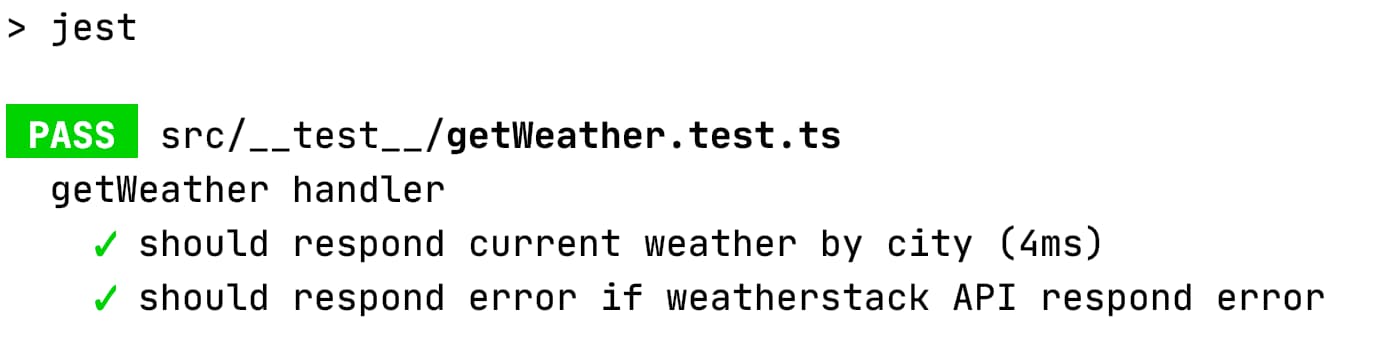 > jest
PASS src/__test__/getWeather.test.ts
getWeather handler
✓ should respond current weather by city (4ms)
✓ should respond error if weatherstack API respond error